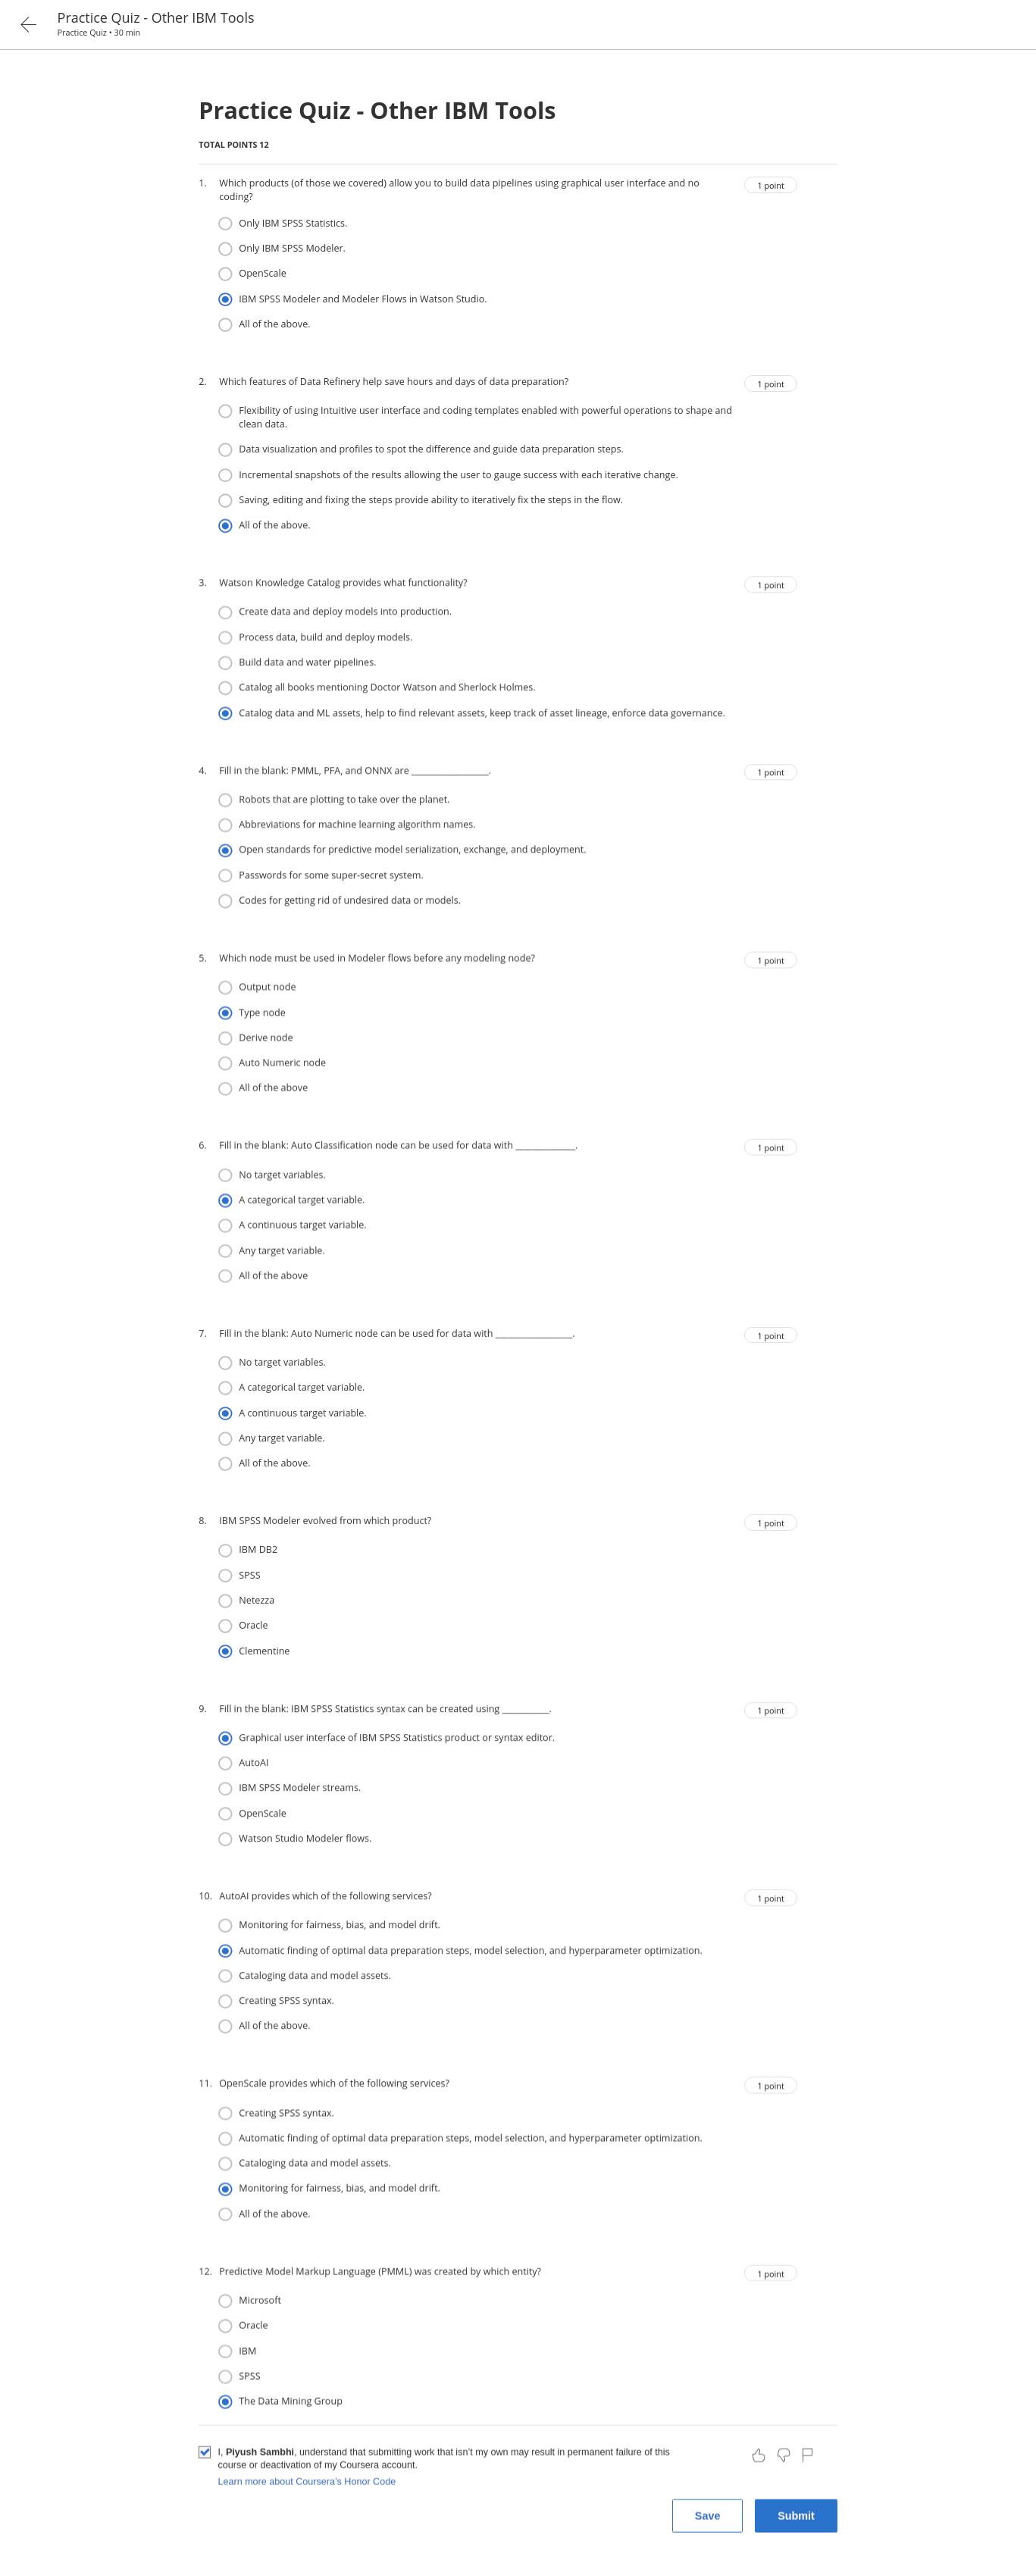 Practice Quiz - Other IBM Tools
Practice Quiz • 30 min
Practice Quiz - Other IBM Tools
TOTAL POINTS 12
1. Which products (of those we covered) allow you to build data pipelines using graphical user interface and no 1 point
coding?
Only IBM SPSS Statistics.
Only IBM SPSS Modeler.
OpenScale
IBM SPSS Modeler and Modeler Flows in Watson Studio.
All of the above.
2. Which features of Data Refinery help save hours and days of data preparation? 1 point
Flexibility of using Intuitive user interface and coding templates enabled with powerful operations to shape and
clean data.
Data visualization and profiles to spot the difference and guide data preparation steps.
Incremental snapshots of the results allowing the user to gauge success with each iterative change.
Saving, editing and fixing the steps provide ability to iteratively fix the steps in the flow.
All of the above.
3. Watson Knowledge Catalog provides what functionality? 1 point
Create data and deploy models into production.
Process data, build and deploy models.
Build data and water pipelines.
Catalog all books mentioning Doctor Watson and Sherlock Holmes.
Catalog data and ML assets, help to find relevant assets, keep track of asset lineage, enforce data governance.
4. Fill in the blank: PMML, PFA, and ONNX are __________________. 1 point
Robots that are plotting to take over the planet.
Abbreviations for machine learning algorithm names.
Open standards for predictive model serialization, exchange, and deployment.
Passwords for some super-secret system.
Codes for getting rid of undesired data or models.
5. Which node must be used in Modeler flows before any modeling node? 1 point
Output node
Type node
Derive node
Auto Numeric node
All of the above
6. Fill in the blank: Auto Classification node can be used for data with ______________. 1 point
No target variables.
A categorical target variable.
A continuous target variable.
Any target variable.
All of the above
7. Fill in the blank: Auto Numeric node can be used for data with __________________. 1 point
No target variables.
A categorical target variable.
A continuous target variable.
Any target variable.
All of the above.
8. IBM SPSS Modeler evolved from which product? 1 point
IBM DB2
SPSS
Netezza
Oracle
Clementine
9. Fill in the blank: IBM SPSS Statistics syntax can be created using ___________. 1 point
Graphical user interface of IBM SPSS Statistics product or syntax editor.
AutoAI
IBM SPSS Modeler streams.
OpenScale
Watson Studio Modeler flows.
10. AutoAI provides which of the following services? 1 point
Monitoring for fairness, bias, and model drift.
Automatic finding of optimal data preparation steps, model selection, and hyperparameter optimization.
Cataloging data and model assets.
Creating SPSS syntax.
All of the above.
11. OpenScale provides which of the following services? 1 point
Creating SPSS syntax.
Automatic finding of optimal data preparation steps, model selection, and hyperparameter optimization.
Cataloging data and model assets.
Monitoring for fairness, bias, and model drift.
All of the above.
12. Predictive Model Markup Language (PMML) was created by which entity? 1 point
Microsoft
Oracle
IBM
SPSS
The Data Mining Group
I, Piyush Sambhi, understand that submitting work that isn't my own may result in permanent failure of this
course or deactivation of my Coursera account.
Learn more about Coursera's Honor Code
Save Submit